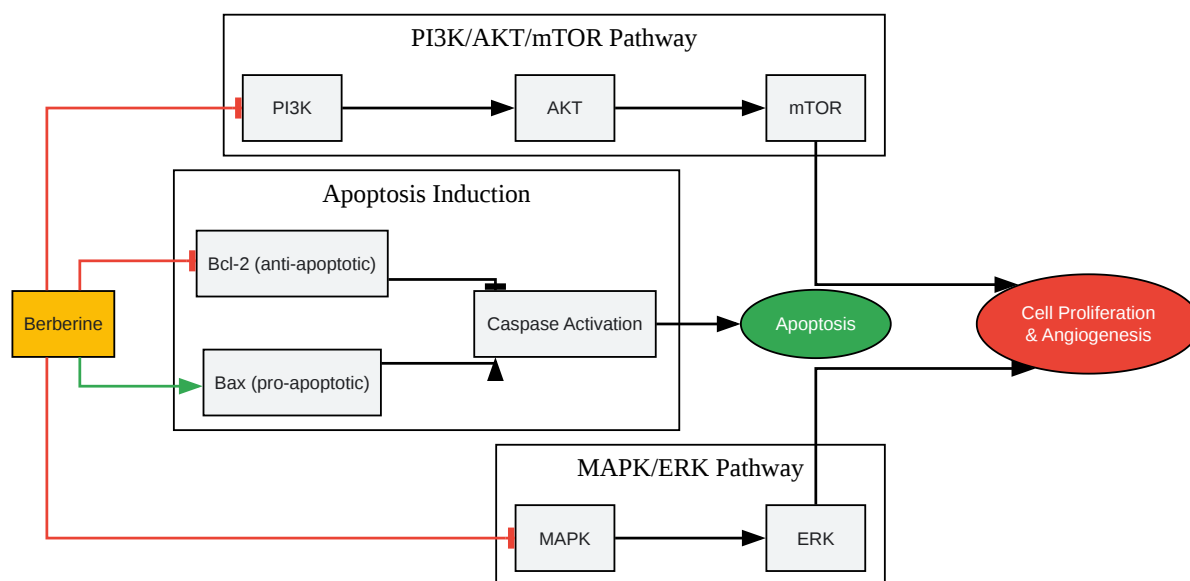 PI3K/AKT/mTOR Pathway
PI3K
AKT
mTOR
Apoptosis Induction
Bcl-2 (anti-apoptotic)
Berberine
Caspase Activation
Apoptosis
Cell Proliferation
& Angiogenesis
Bax (pro-apoptotic)
MAPK/ERK Pathway
MAPK
ERK